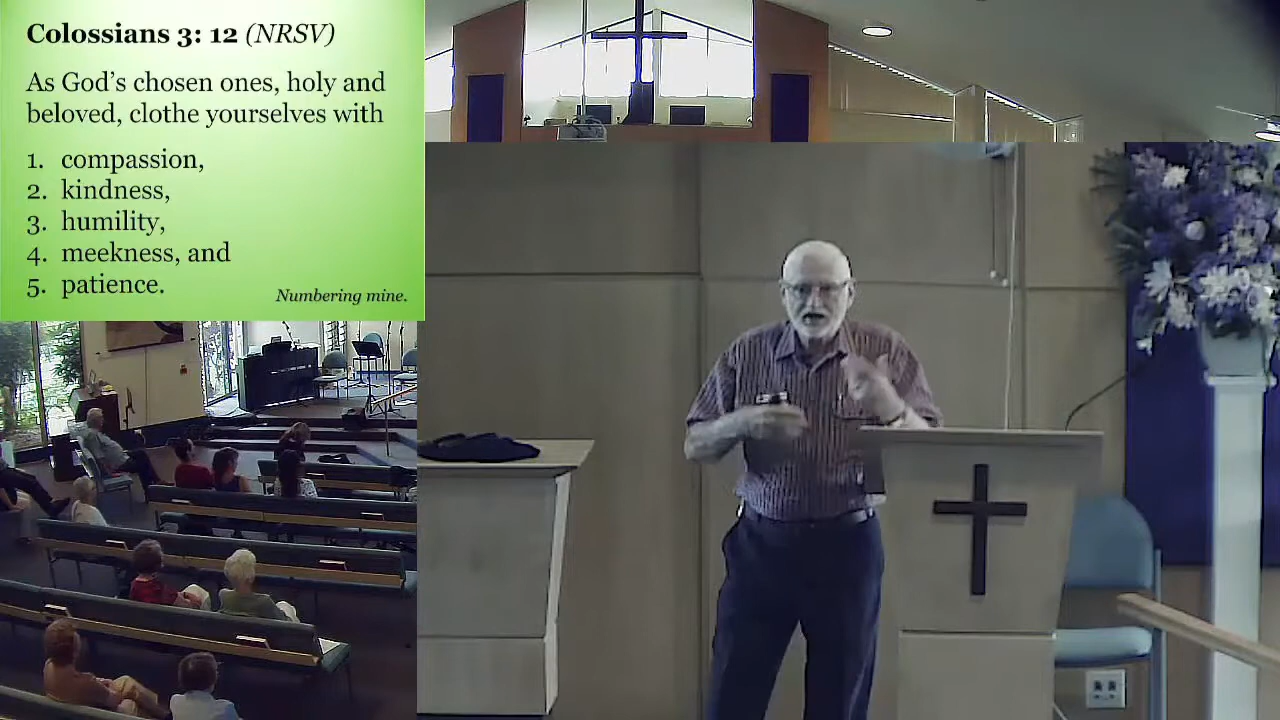 Colossians 3: 12 (NRSV)
As God’s chosen ones, holy and
beloved, clothe yourselves with
1. compassion,
2. kindness,
3. humility,
4. meekness, and
5. patience.
Numbering mine.